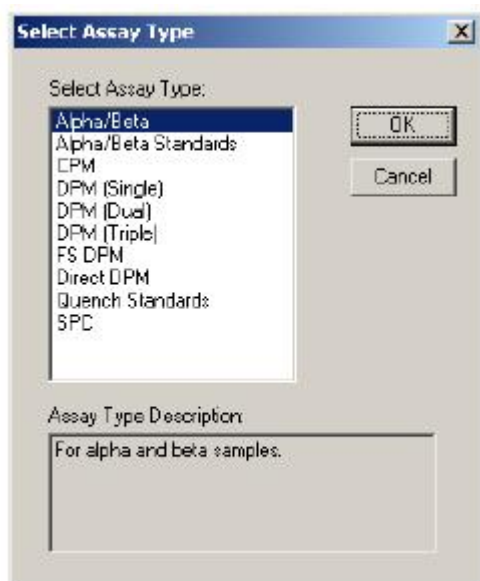 Select Assay Type
Select Assay Type:
OK
Alpha/Beta
Alpha/Beta Standards
CPM
Cancel
DPM (Single)
DPM (Dual)
DPM (Triple)
FS DPM
Direct DPM
Quench Standards
SPC
Assay Type Description:
For alpha and beta samples.